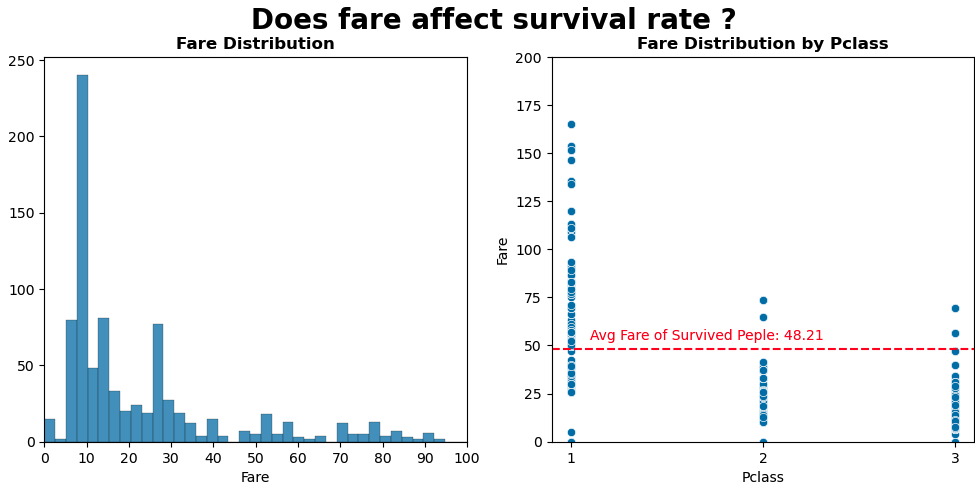 Does fare affect survival rate ?
Fare Distribution
250
200
150
100
50
0
0 10 20 30 40 50 60 70 80 90 100
Fare
Fare Distribution by Pclass
200
175
150
125
100
75
50
25
0
Fare
Avg Fare of Survived Peple: 48.21
1 2 3
Pclass